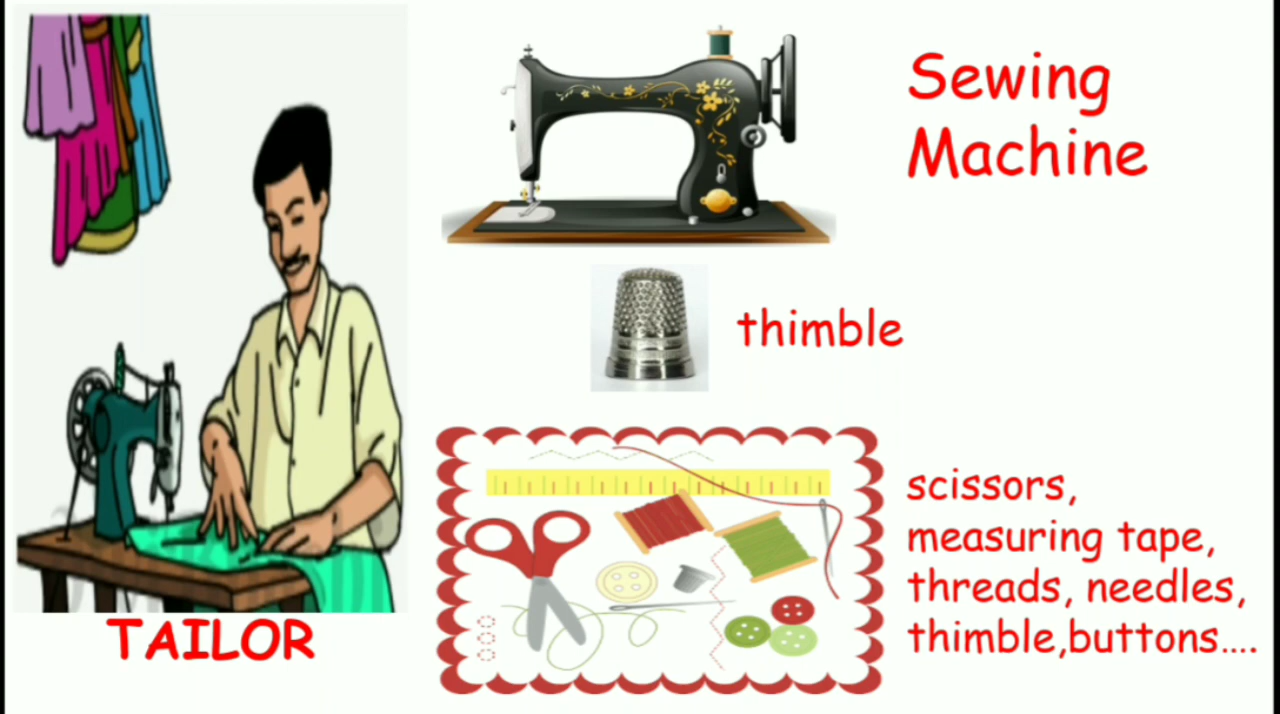 Sewing
Machine
thimble
scissors,
measuring tape,
threads, needles,
thimble,buttons....
TAILOR